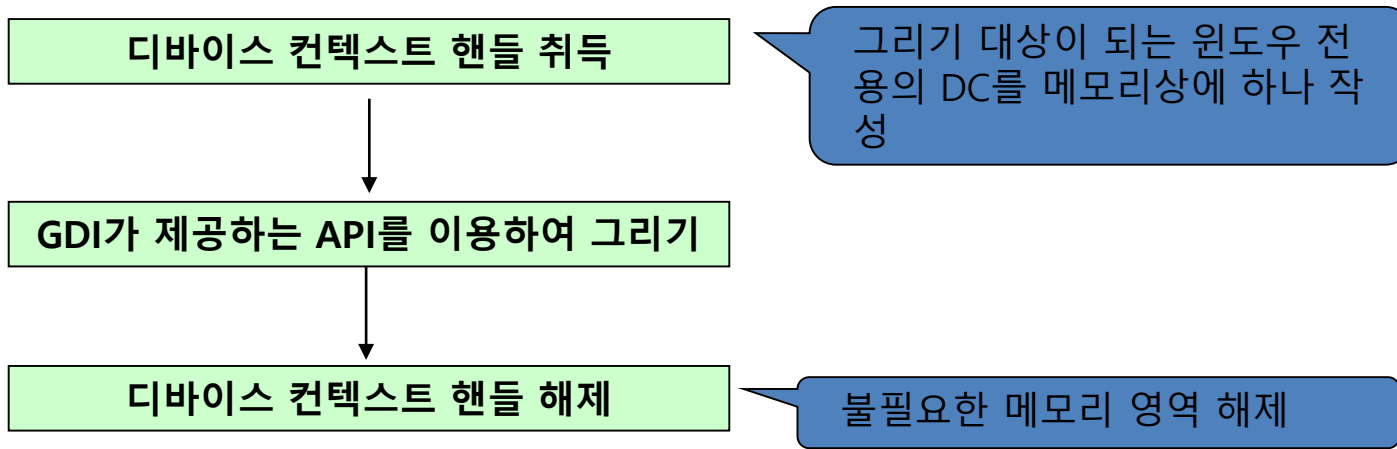 디바이스 컨텍스트 핸들 취득
그리기 대상이 되는 윈도우 전
용의 DC를 메모리상에 하나 작
성
GDI가 제공하는 API를 이용하여 그리기
디바이스 컨텍스트 핸들 해제
불필요한 메모리 영역 해제